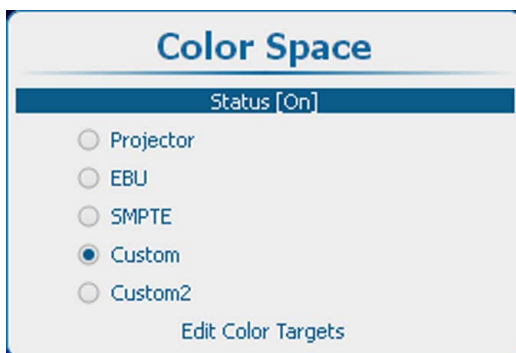 Color Space
Status [On]
Projector
EBU
SMPTE
Custom
Custom2
Edit Color Targets